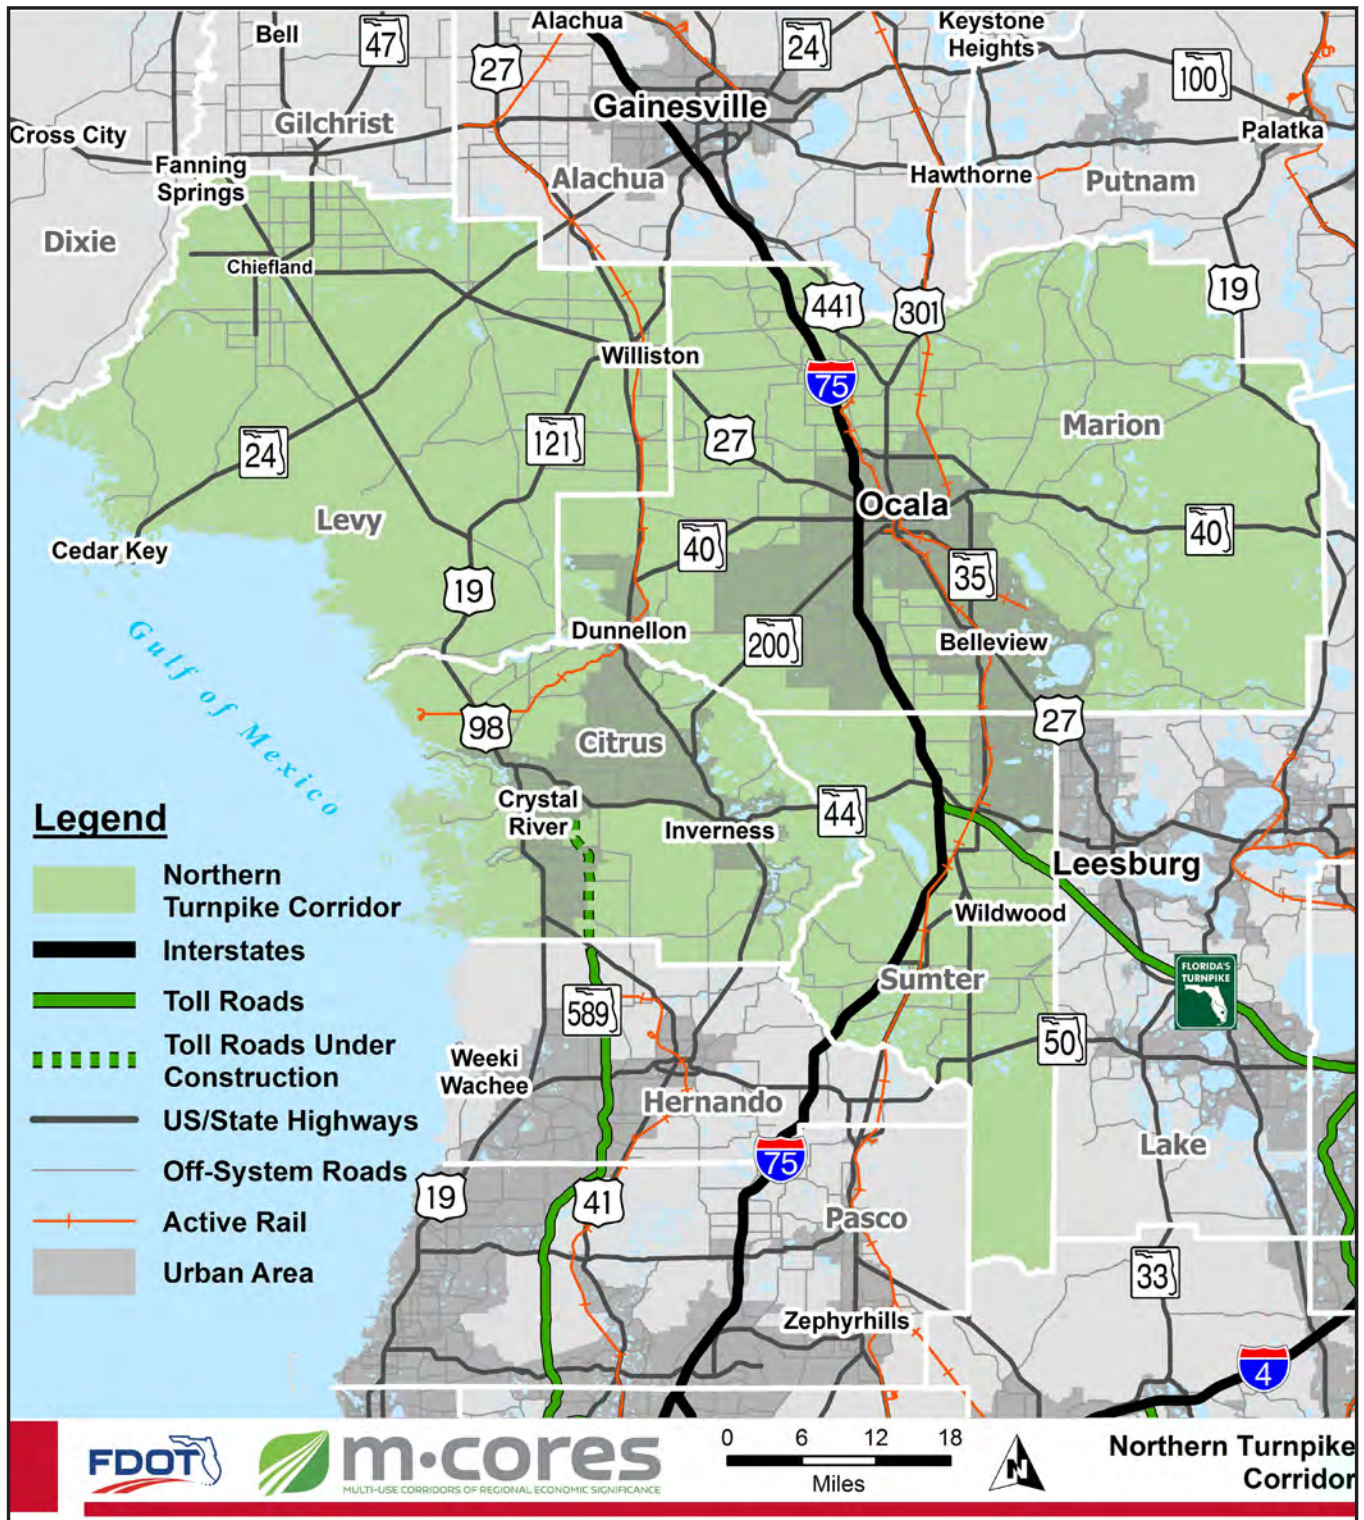 Bell
47
27
Alachua
24
Keystone
Heights
100
Gainesville
Gilchrist
Cross City
Palatka
Fanning
Springs
Alachua
Hawthorne
Putnam
Dixie
Chiefland
441
301
19
Williston
75
Marion
24
121
27
Ocala
Levy
40
40
Cedar Key
19
35
Dunnellon
200
Belleview
Gulf of Mexico
98
Citrus
27
Crystal
River
Inverness
44
Leesburg
Wildwood
FLORIDA'S
TURNPIKE
Sumter
589
50
Weeki
Wachee
Hernando
75
Lake
19
41
Pasco
33
Zephyrhills
4
Legend
Northern
Turnpike Corridor
Interstates
Toll Roads
Toll Roads Under
Construction
US/State Highways
Off-System Roads
Active Rail
Urban Area
FDOT
m·cores
MULTI-USE CORRIDORS OF REGIONAL ECONOMIC SIGNIFICANCE
0 6 12 18
Miles
N
Northern Turnpike
Corridor